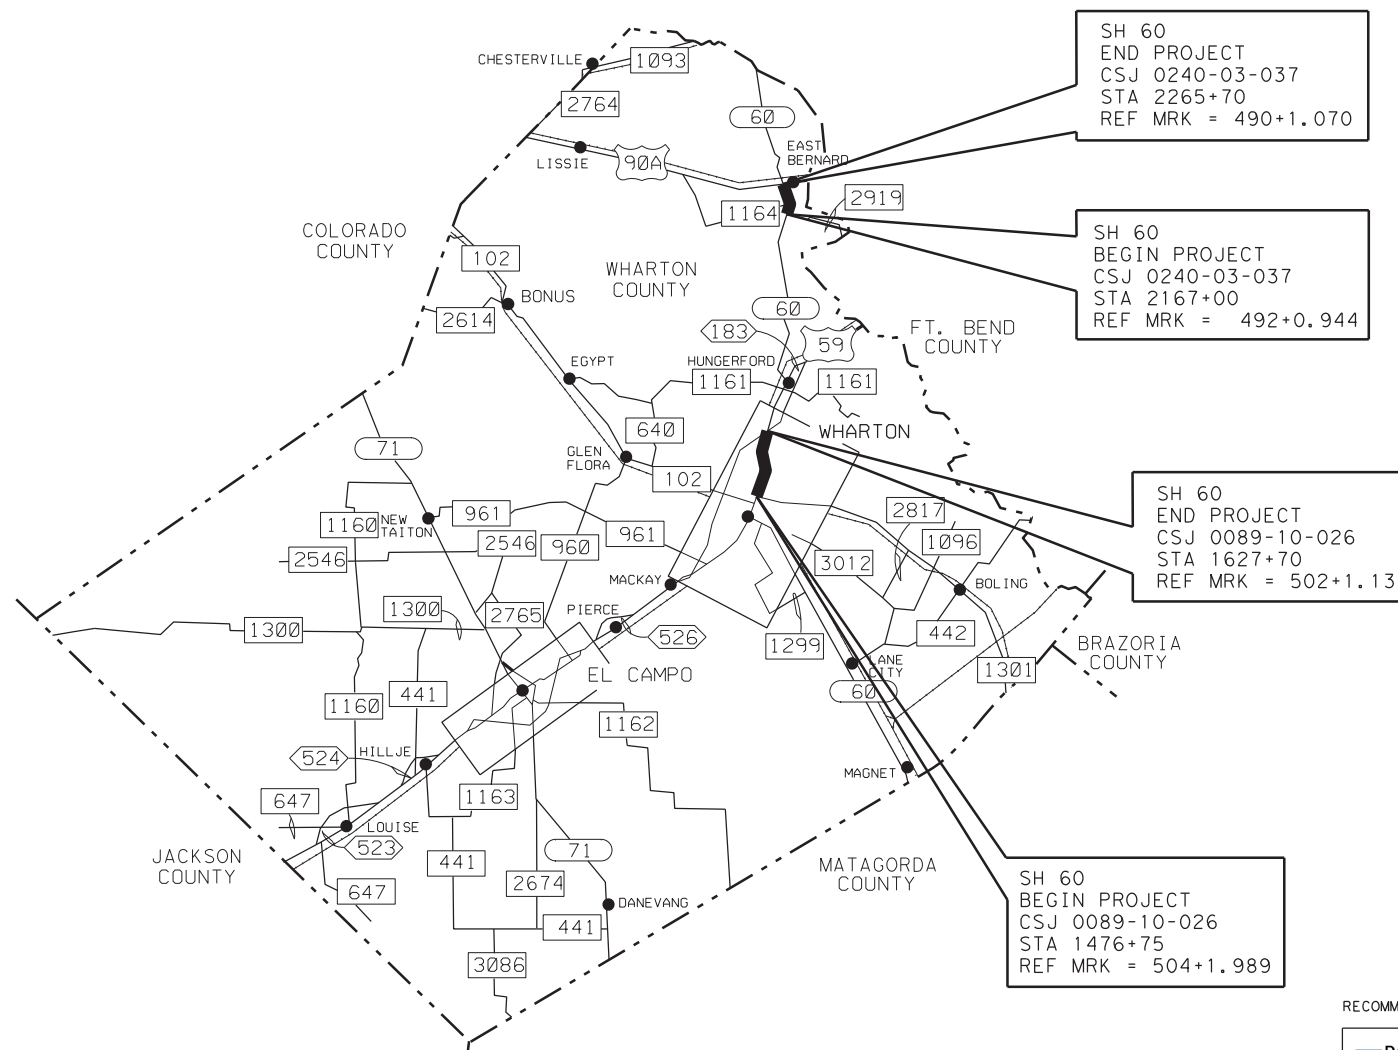 SH 60
END PROJECT
CSJ 0240-03-037
STA 2265+70
REF MRK = 490+1.070
CHESTERVILLE
1093
2764
60
EAST
BERNARD
LISSIE
90A
1164
2919
SH 60
BEGIN PROJECT
CSJ 0240-03-037
STA 2167+00
REF MRK = 492+0.944
COLORADO
COUNTY
102
WHARTON
COUNTY
BONUS
2614
60
183
59
FT. BEND
COUNTY
EGYPT
HUNGERFORD
1161
1161
640
WHARTON
71
GLEN
FLORA
102
SH 60
END PROJECT
CSJ 0089-10-026
STA 1627+70
REF MRK = 502+1.13
1160
NEW
TAITON
961
961
2817
2546
2546
960
1096
3012
MACKAY
BOLING
1300
1300
2765
PIERCE
526
1299
442
BRAZORIA
COUNTY
LANE
CITY
1301
EL CAMPO
60
441
1160
1162
HILLJE
524
MAGNET
647
1163
LOUISE
523
JACKSON
COUNTY
441
71
MATAGORDA
COUNTY
647
2674
DANEVANG
441
3086
SH 60
BEGIN PROJECT
CSJ 0089-10-026
STA 1476+75
REF MRK = 504+1.989
RECOMM